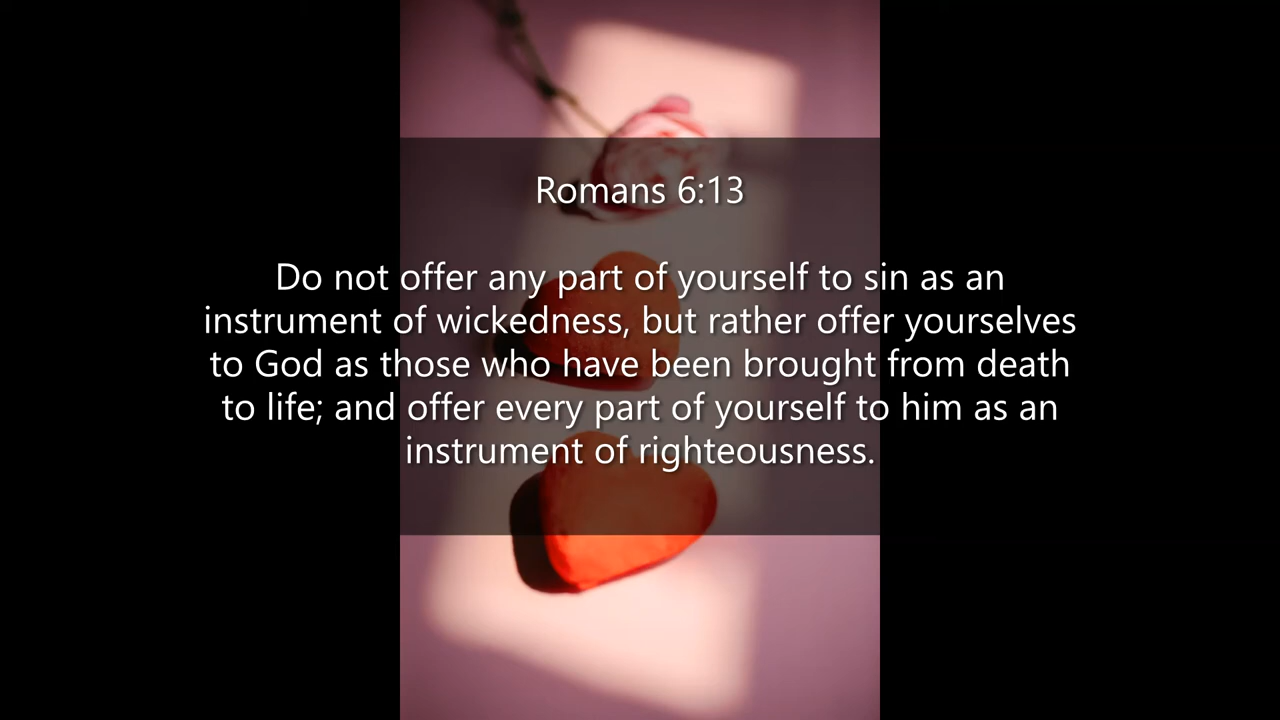 Romans 6:13
Do not offer any part of yourself to sin as an
instrument of wickedness, but rather offer yourselves
to God as those who have been brought from death
to life; and offer every part of yourself to him as an
instrument of righteousness.